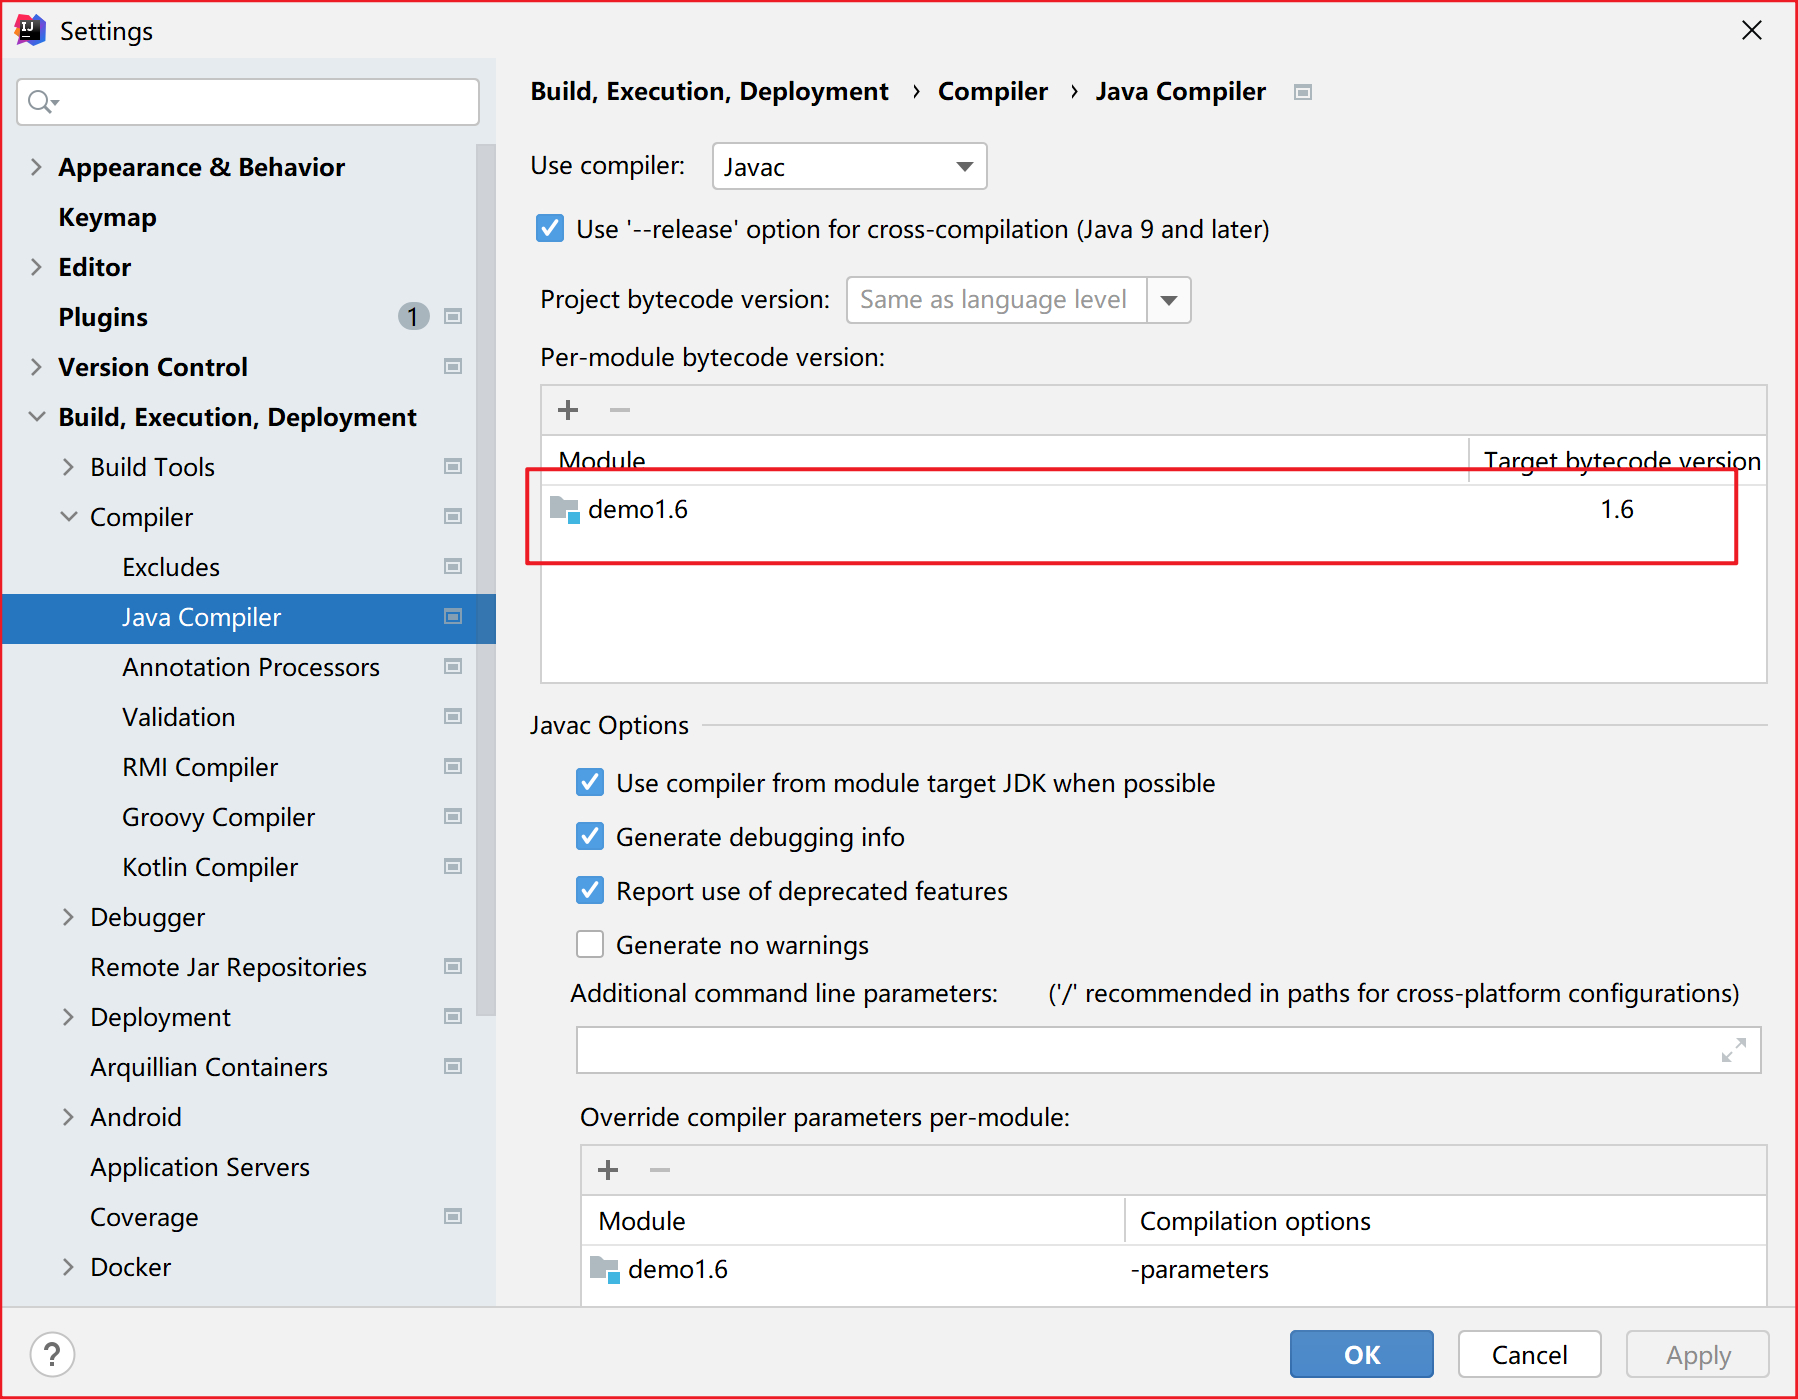 Settings
Appearance & Behavior
Keymap
Editor
Plugins 1
Version Control
Build, Execution, Deployment
Build Tools
Compiler
Excludes
Java Compiler
Annotation Processors
Validation
RMI Compiler
Groovy Compiler
Kotlin Compiler
Debugger
Remote Jar Repositories
Deployment
Arquillian Containers
Android
Application Servers
Coverage
Docker
Build, Execution, Deployment › Compiler › Java Compiler
Use compiler: Javac
Use '--release' option for cross-compilation (Java 9 and later)
Project bytecode version: Same as language level
Per-module bytecode version:
Module Target bytecode version
demo1.6 1.6
Javac Options
Use compiler from module target JDK when possible
Generate debugging info
Report use of deprecated features
Generate no warnings
Additional command line parameters: ('/' recommended in paths for cross-platform configurations)
Override compiler parameters per-module:
Module Compilation options
demo1.6 -parameters
? OK Cancel Apply